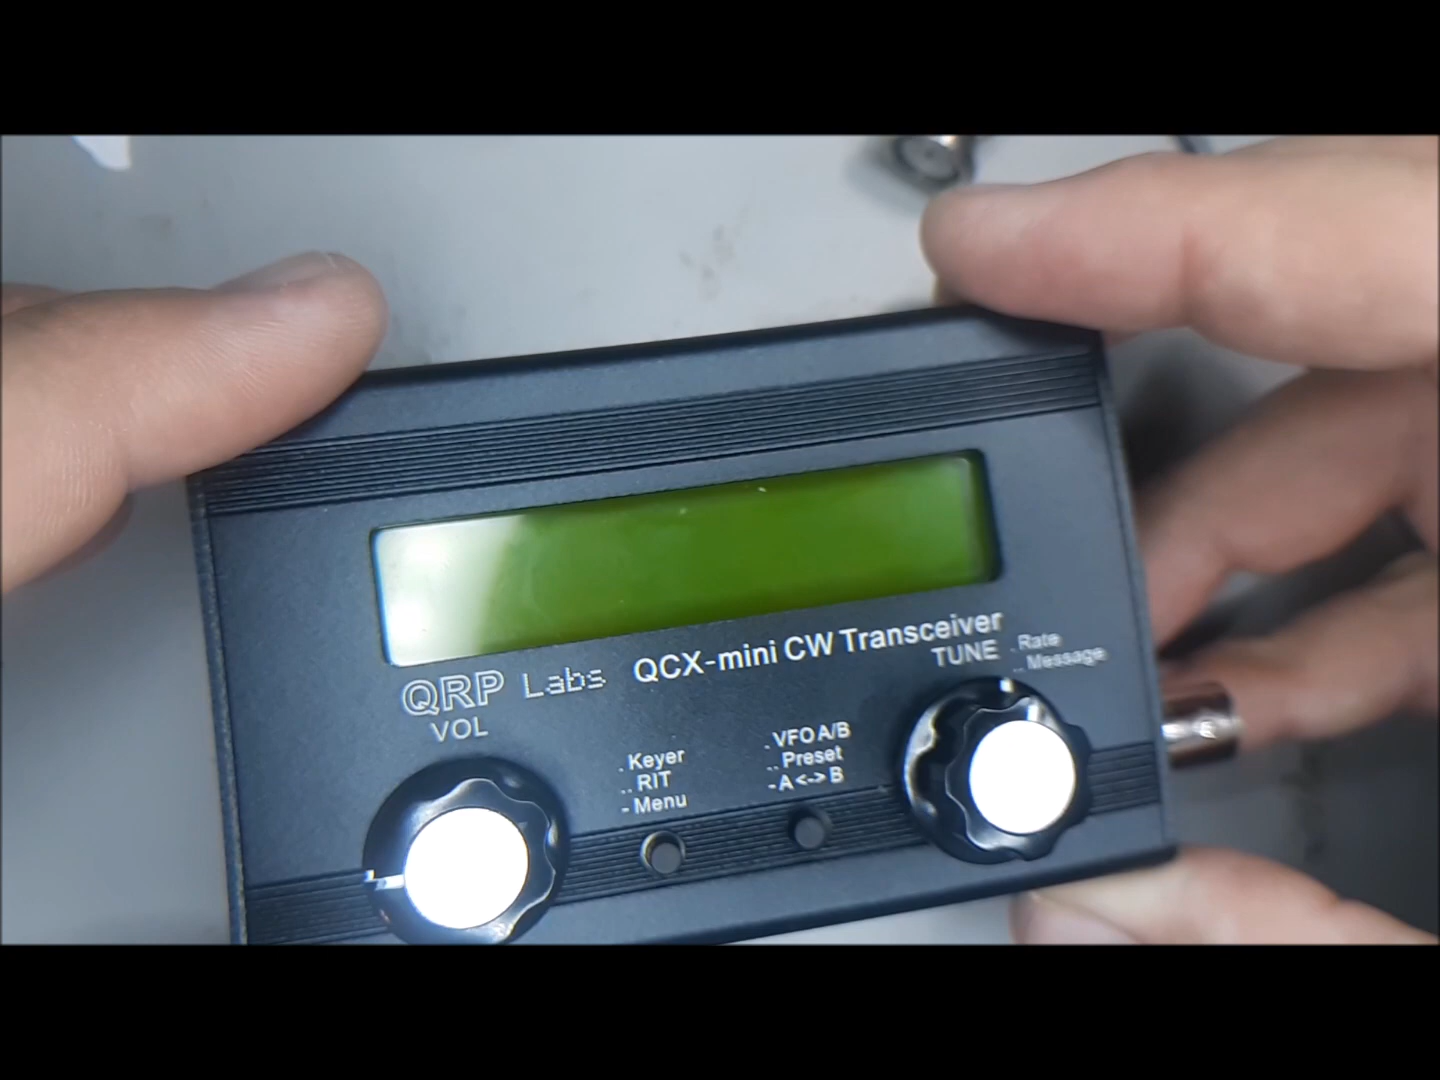 QCX-mini CW Transceiver
QRP Labs
VOL
TUNE
. Rate
.. Message
. Keyer
.. RIT
- Menu
. VFO A/B
.. Preset
- A <-> B